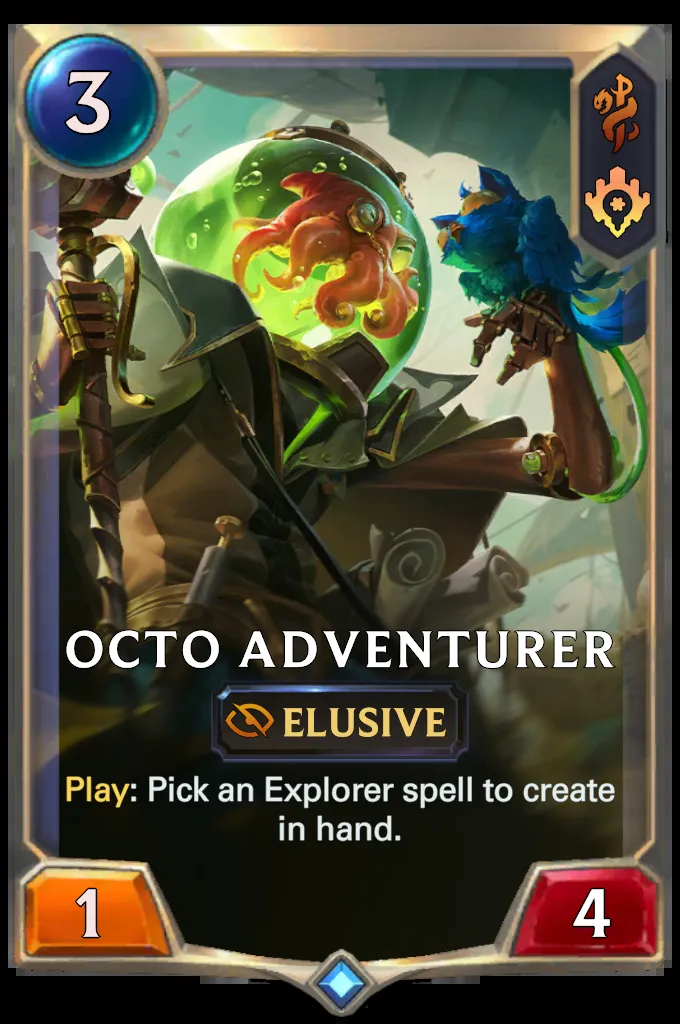 3
OCTO ADVENTURER
ELUSIVE
Play: Pick an Explorer spell to create
in hand.
1
4